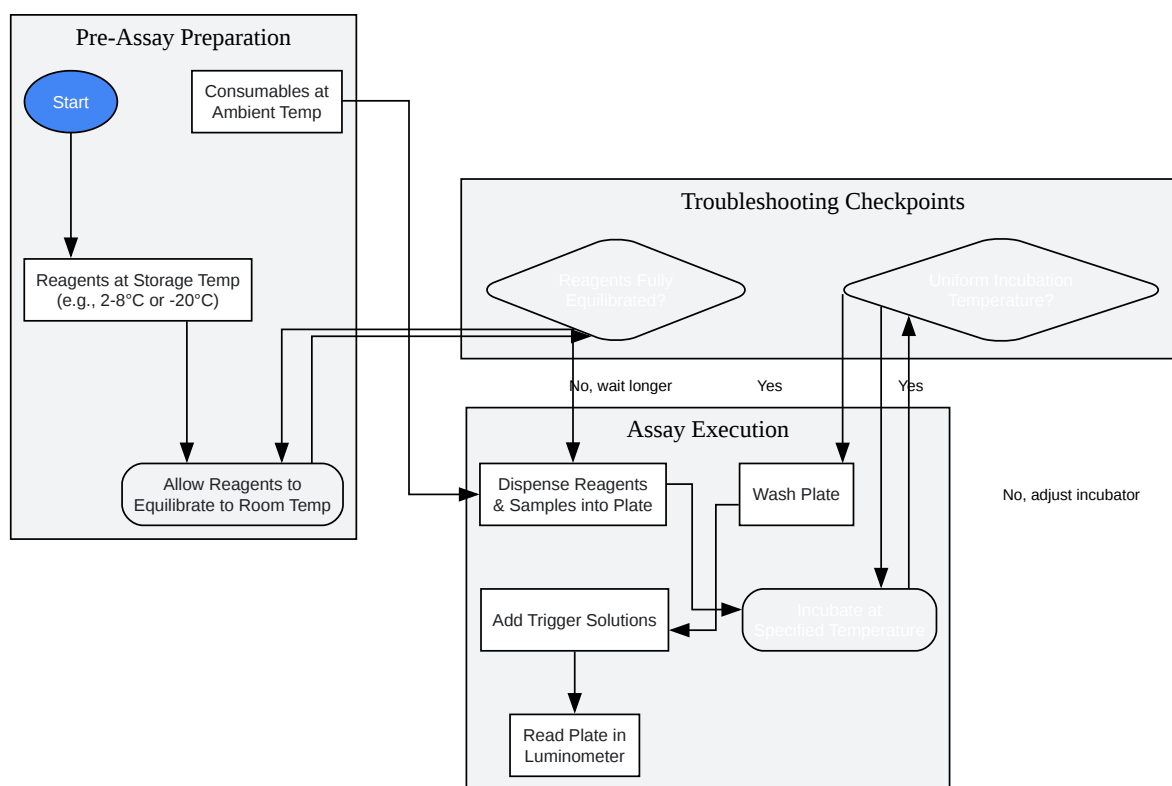 Pre-Assay Preparation
Start
Consumables at
Ambient Temp
Reagents at Storage Temp
(e.g., 2-8°C or -20°C)
Allow Reagents to
Equilibrate to Room Temp
Troubleshooting Checkpoints
Reagents Fully
Equilibrated?
Uniform Incubation
Temperature?
No, wait longer
Yes
Yes
No, adjust incubator
Assay Execution
Dispense Reagents
& Samples into Plate
Wash Plate
Add Trigger Solutions
Incubate at
Specified Temperature
Read Plate in
Luminometer